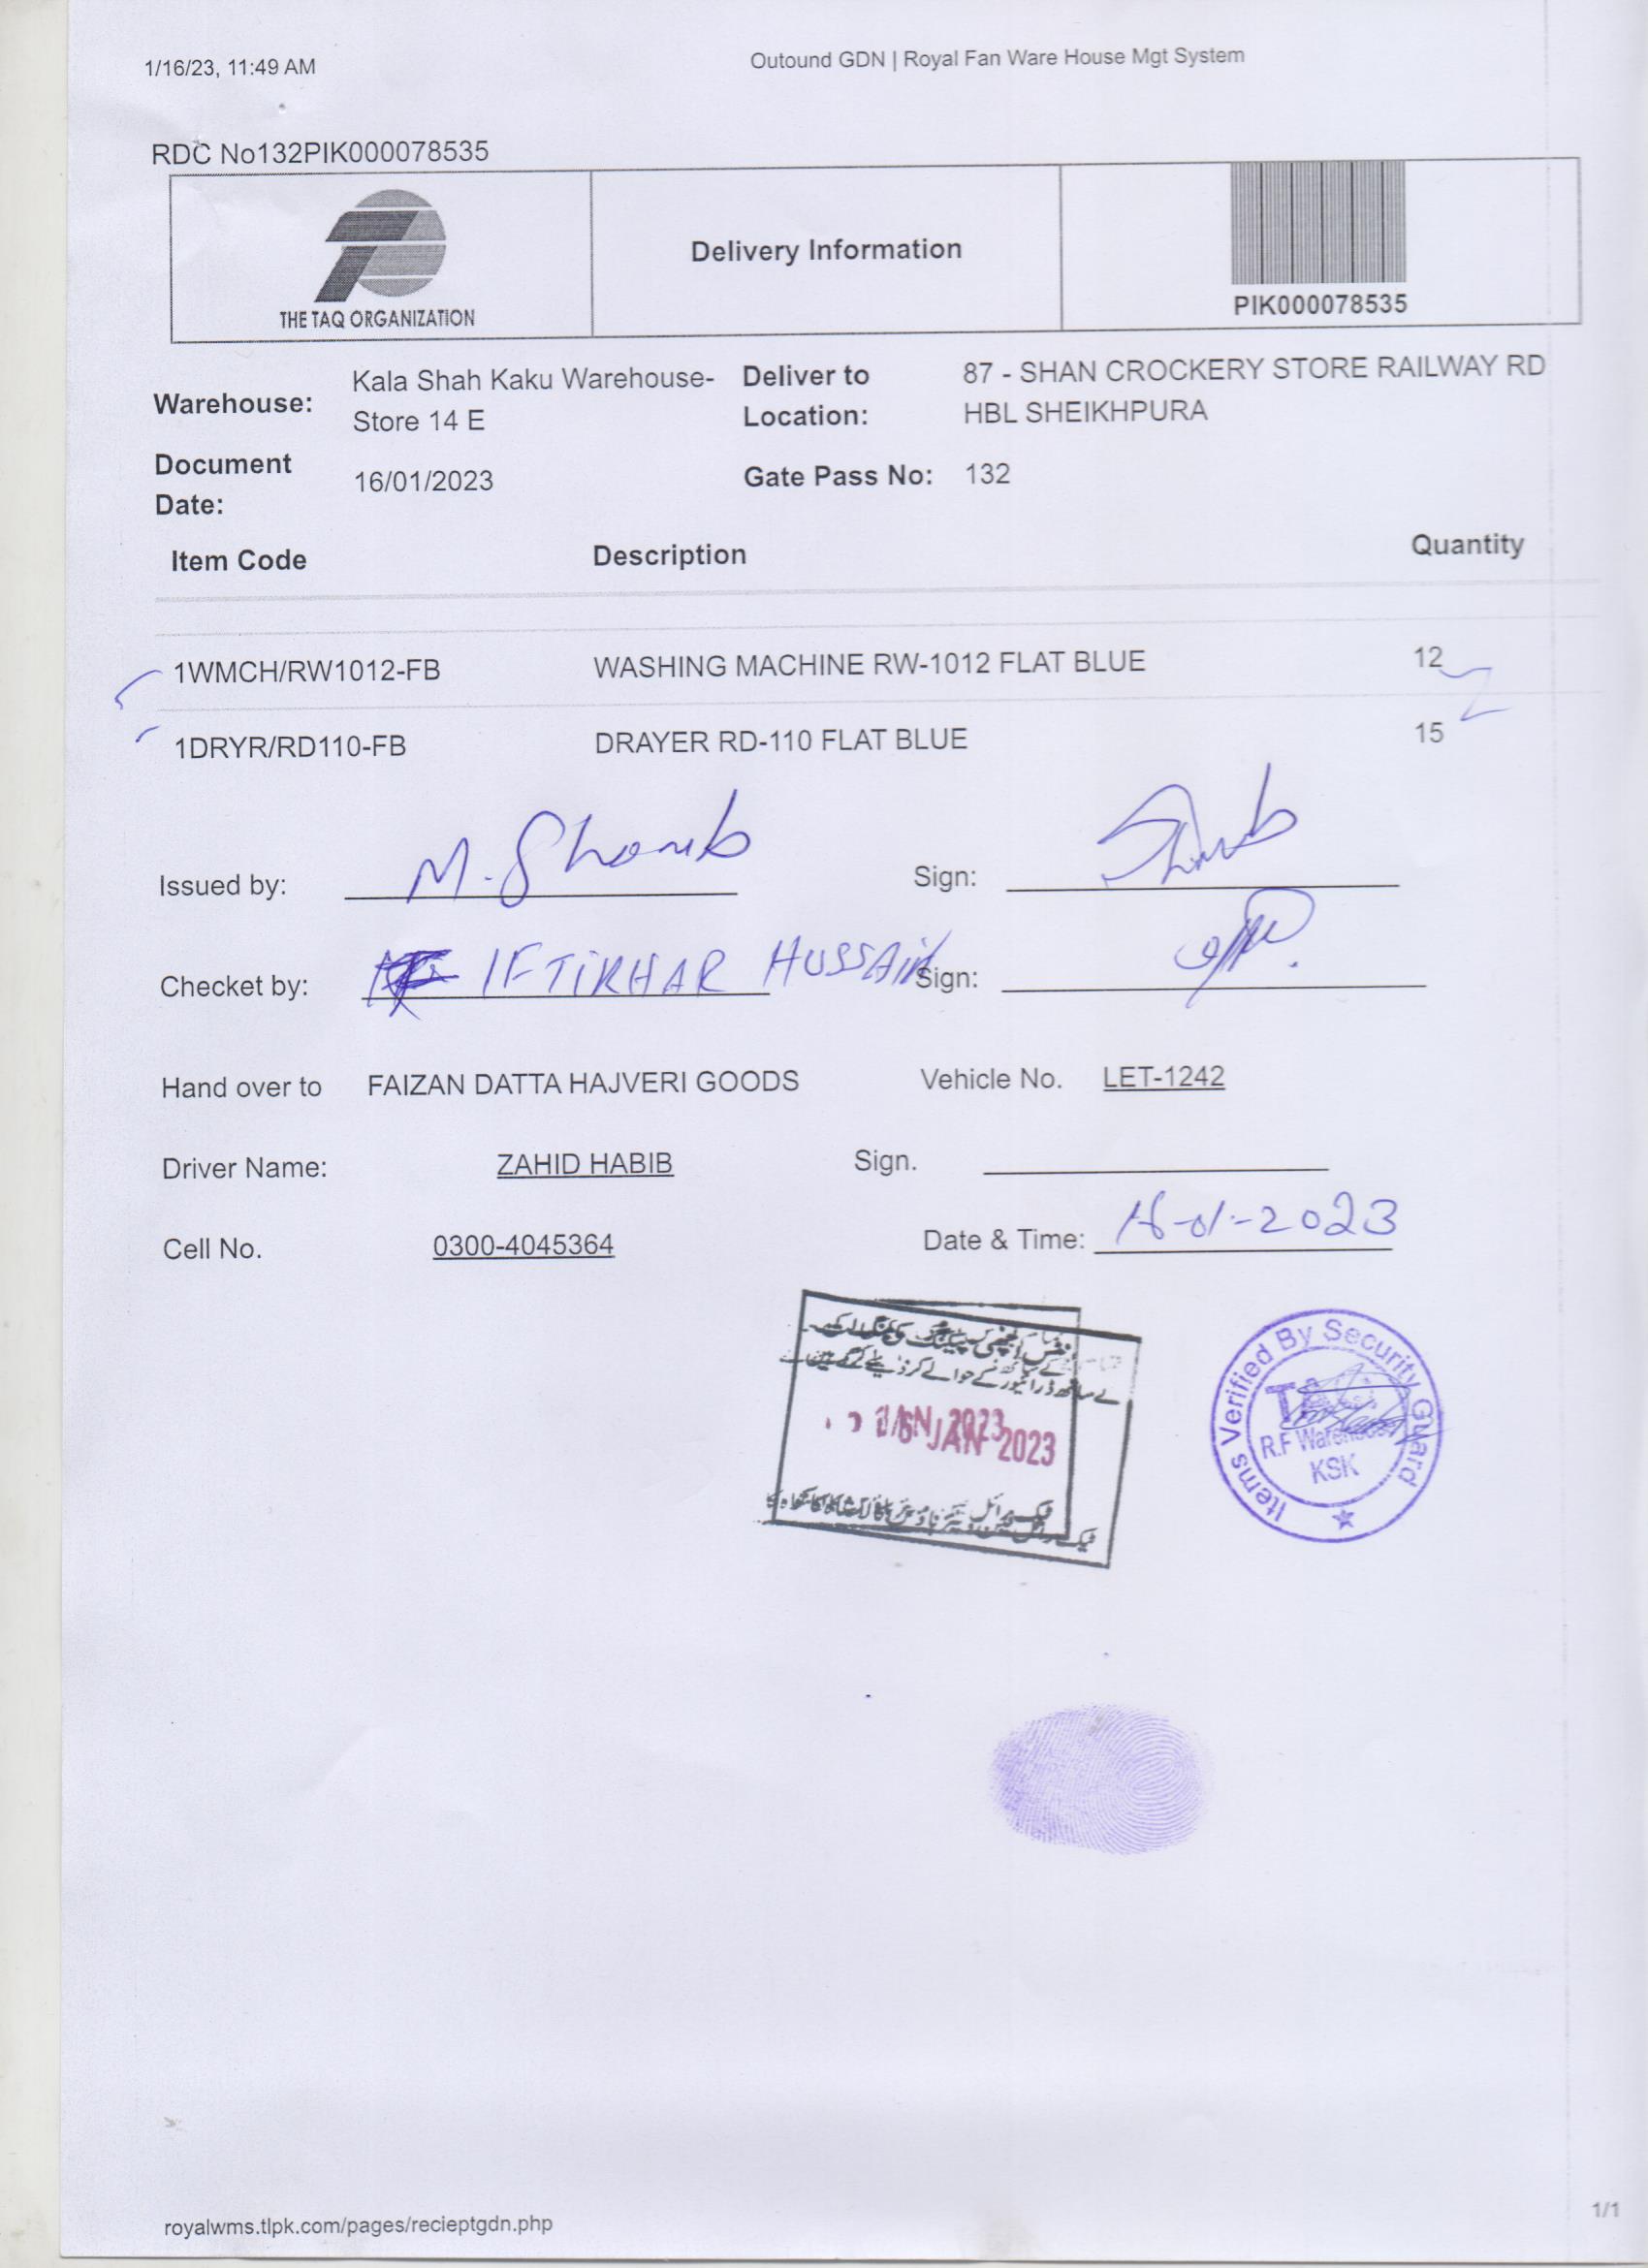 1/16/23, 11:49 AM
Outound GDN | Royal Fan Ware House Mgt System
RDC No132PIK000078535
THE TAQ ORGANIZATION
Delivery Information
PIK000078535
Warehouse: Kala Shah Kaku Warehouse-
Store 14 E
Deliver to
Location: 87 - SHAN CROCKERY STORE RAILWAY RD
HBL SHEIKHPURA
Document
Date: 16/01/2023
Gate Pass No: 132
Item Code Description Quantity
1WMCH/RW1012-FB WASHING MACHINE RW-1012 FLAT BLUE 12
1DRYR/RD110-FB DRAYER RD-110 FLAT BLUE 15
Issued by: M. Sign:
Checket by: IFTIKHAR HUSSAIN Sign:
Hand over to FAIZAN DATTA HAJVERI GOODS Vehicle No. LET-1242
Driver Name: ZAHID HABIB Sign.
Cell No. 0300-4045364 Date & Time: 16-01-2023
JAN 2023
Items Verified By Security Guard
R.F Warehouse
KSK
royalwms.tlpk.com/pages/recieptgdn.php
1/1